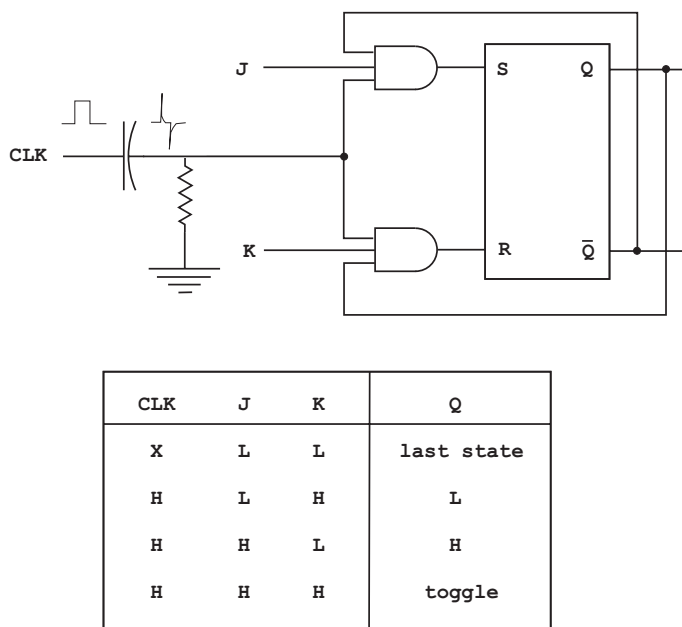 J
S Q
CLK
K R Q̅
CLK J K Q
X L L last state
H L H L
H H L H
H H H toggle